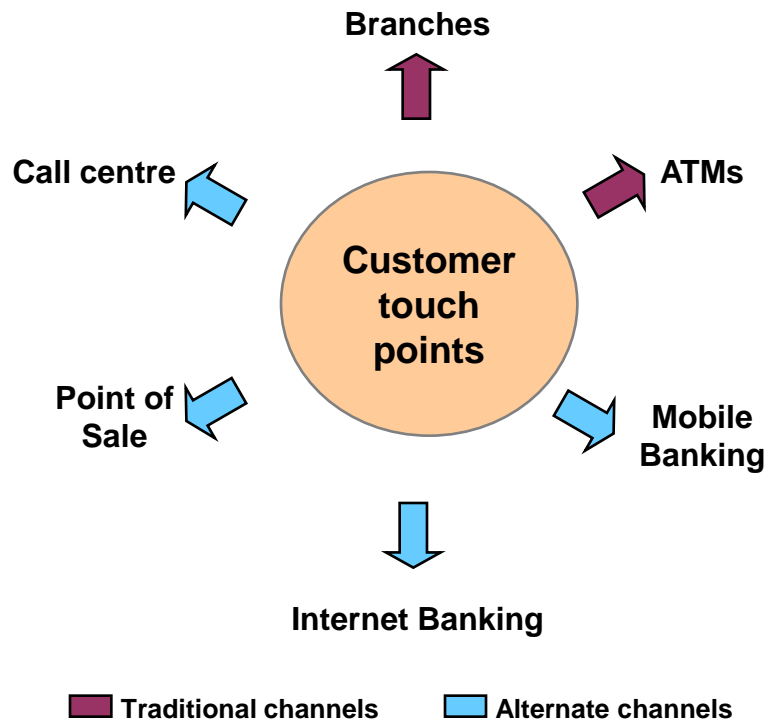 Branches
Call centre
ATMs
Customer
touch
points
Point of
Sale
Mobile
Banking
Internet Banking
Traditional channels
Alternate channels